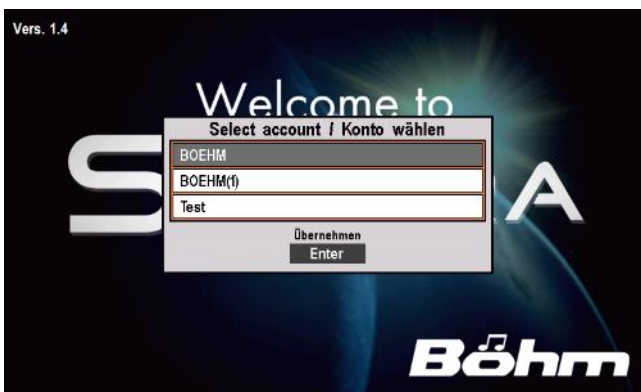 Vers. 1.4
Welcome to
Select account / Konto wählen
BOEHM
BOEHM(1)
Test
Übernehmen
Enter
Böhm